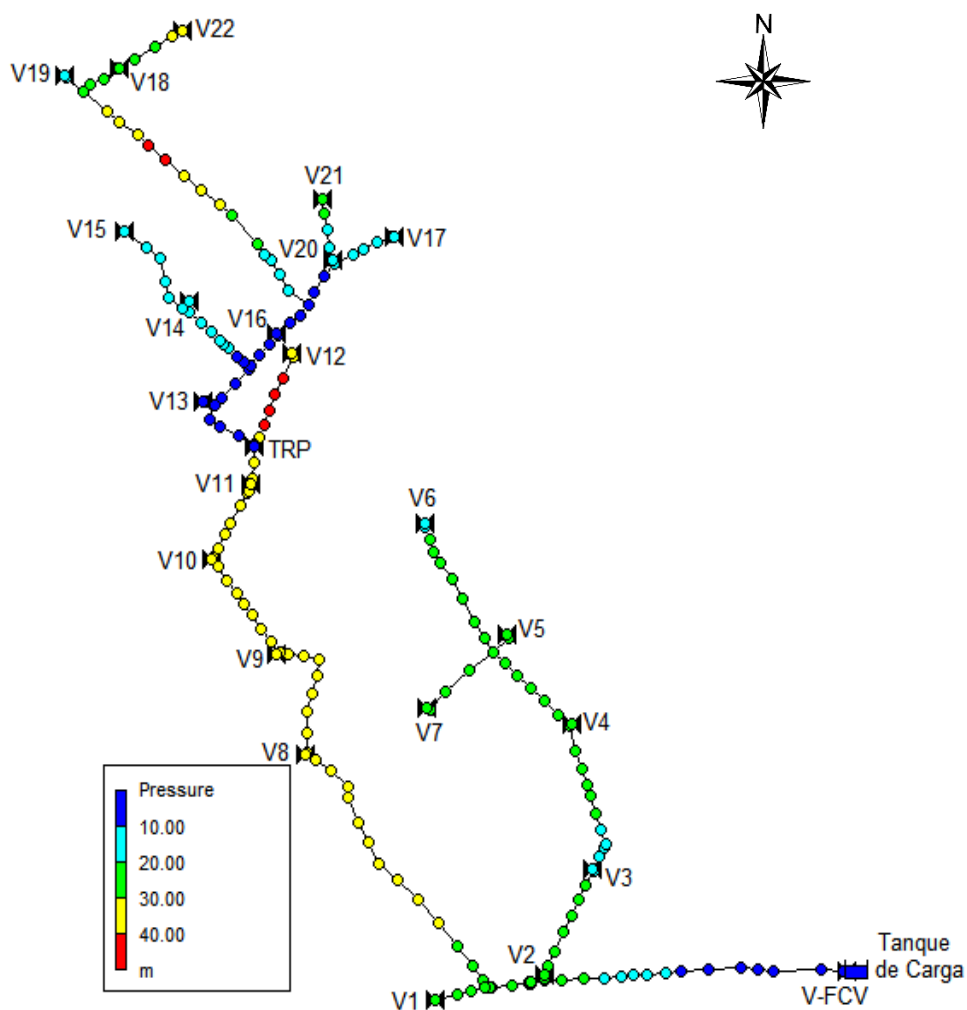 N
V22
V19
V18
V21
V15
V17
V20
V16
V14
V12
V13
TRP
V11
V6
V10
V5
V9
V7
V4
V8
Pressure
10.00
20.00
30.00
40.00
m
V3
V2
Tanque
de Carga
V1
V-FCV